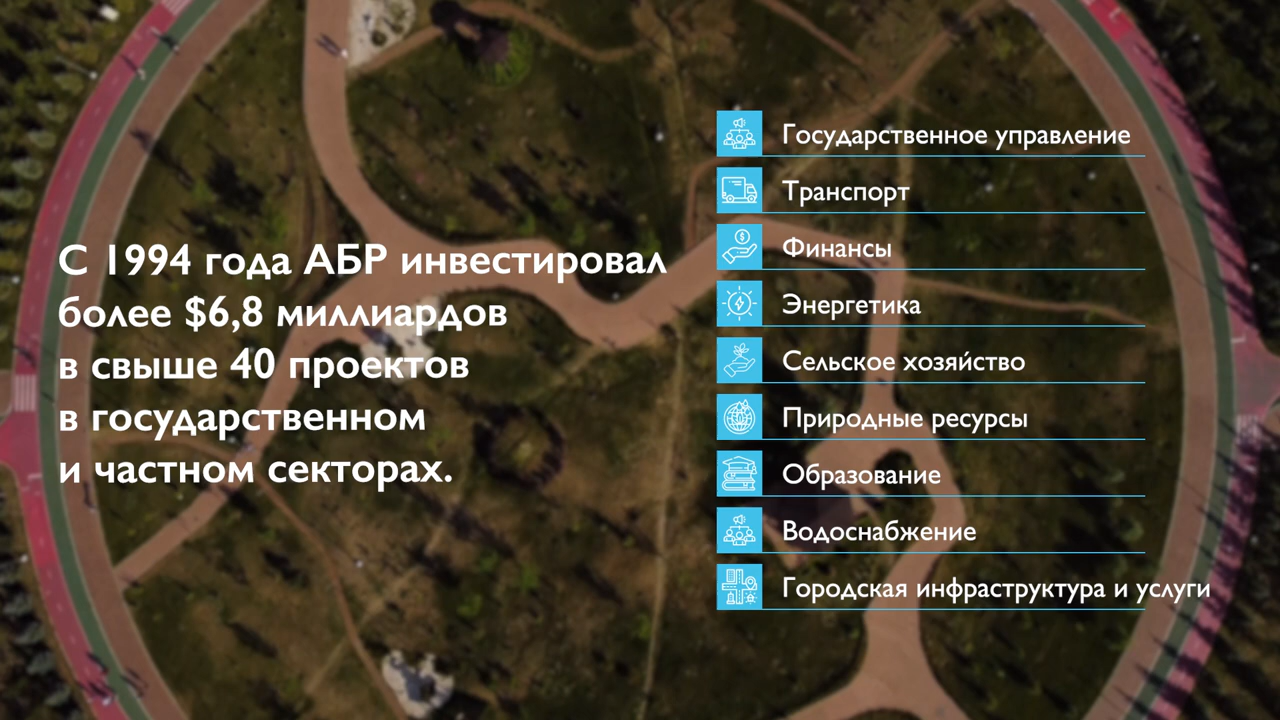 С 1994 года АБР инвестировал
более $6,8 миллиардов
в свыше 40 проектов
в государственном
и частном секторах.
Государственное управление
Транспорт
Финансы
Энергетика
Сельское хозяйство
Природные ресурсы
Образование
Водоснабжение
Городская инфраструктура и услуги